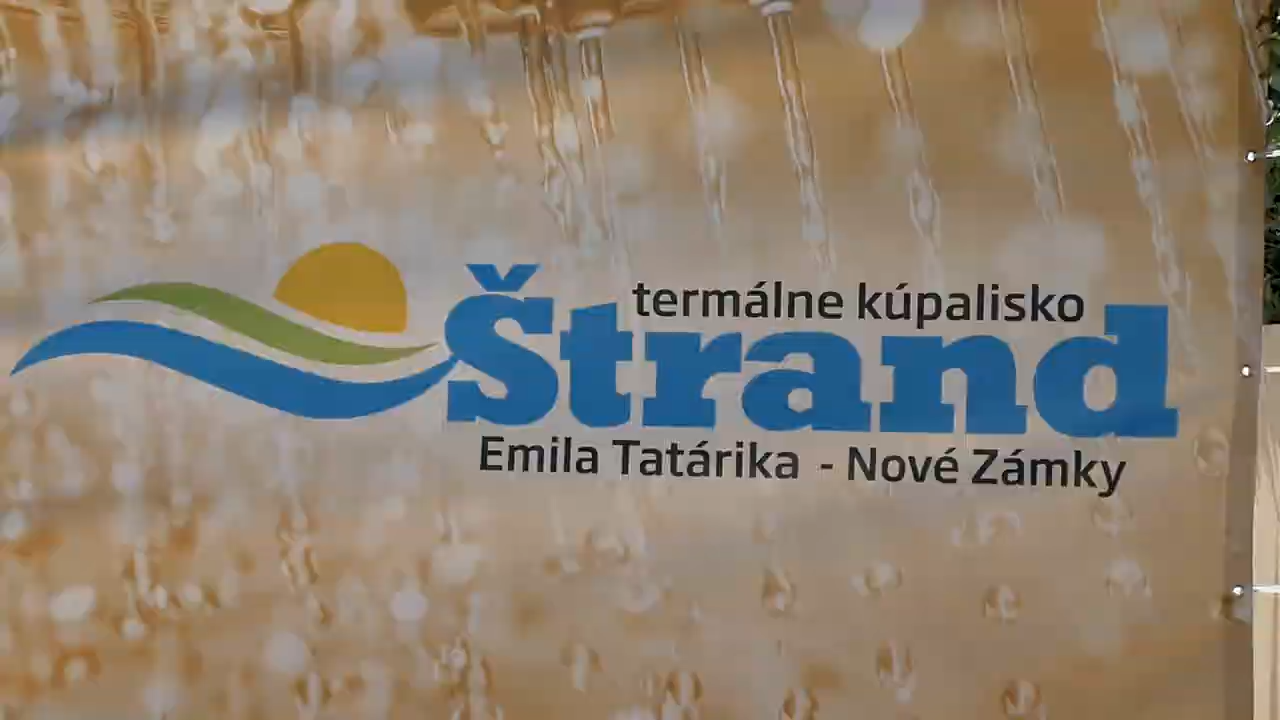 termálne kúpalisko
Štrand
Emila Tatárika - Nové Zámky